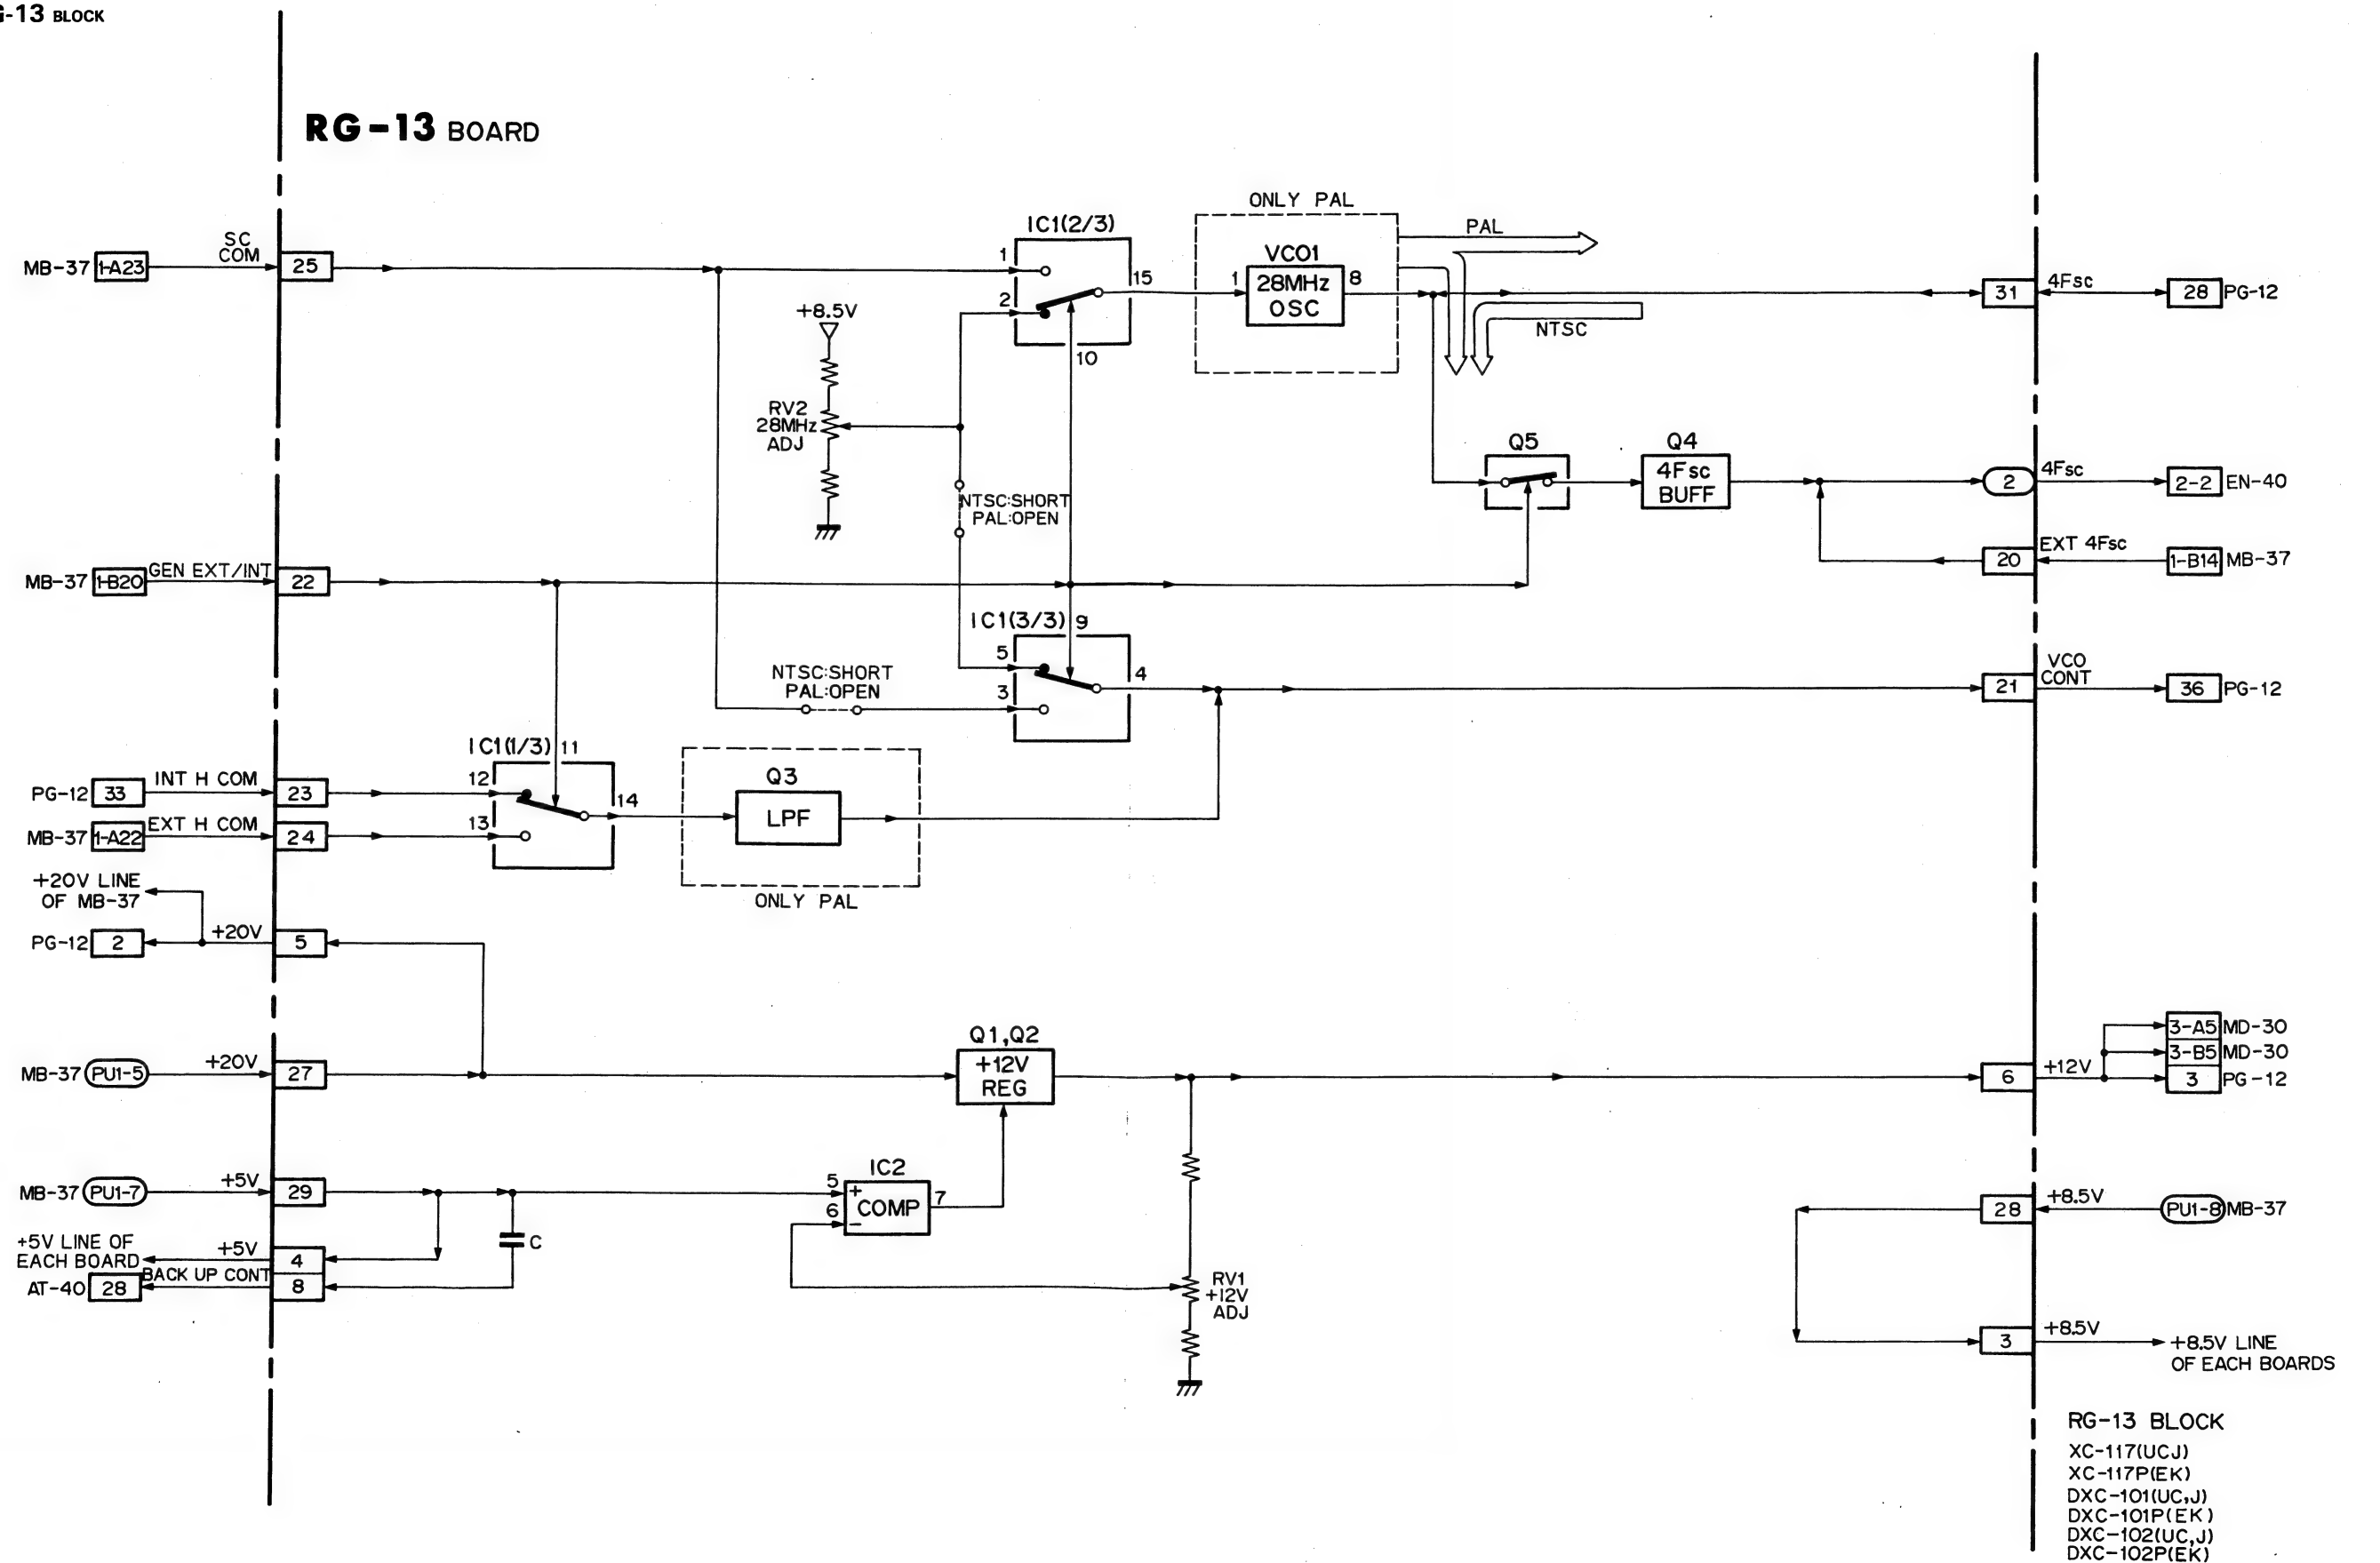 -13 BLOCK
RG-13 BOARD
MB-37 1-A23
SC
COM
25
MB-37 1-B20
GEN EXT/INT
22
PG-12 33
INT H COM
23
MB-37 1-A22
EXT H COM
24
+20V LINE
OF MB-37
PG-12 2
+20V
5
MB-37 PU1-5
+20V
27
MB-37 PU1-7
+5V
29
+5V LINE OF
EACH BOARD
+5V
4
AT-40 28
BACK UP CONT
8
IC1(1/3) 11
12
13
14
ONLY PAL
Q3
LPF
NTSC:SHORT
PAL:OPEN
+8.5V
RV2
28MHz
ADJ
NTSC:SHORT
PAL:OPEN
IC1(2/3)
1
2
15
10
IC1(3/3) 9
5
3
4
ONLY PAL
VCO1
1
28MHz
OSC
8
PAL
NTSC
Q5
Q4
4Fsc
BUFF
Q1,Q2
+12V
REG
IC2
5
+
6
-
COMP
7
C
RV1
+12V
ADJ
31
4Fsc
28 PG-12
2
4Fsc
2-2 EN-40
20
EXT 4Fsc
1-B14 MB-37
21
VCO
CONT
36 PG-12
6
+12V
3-A5 MD-30
3-B5 MD-30
3 PG-12
28
+8.5V
PU1-8 MB-37
3
+8.5V
+8.5V LINE
OF EACH BOARDS
RG-13 BLOCK
XC-117(UCJ)
XC-117P(EK)
DXC-101(UC,J)
DXC-101P(EK)
DXC-102(UC,J)
DXC-102P(EK)